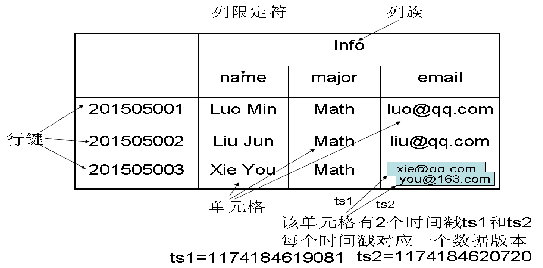 列限定符 列族
Info
name major email
201505001 Luo Min Math luo@qq.com
行键 201505002 Liu Jun Math liu@qq.com
201505003 Xie You Math xie@qq.com
you@163.com
单元格 ts1 ts2
该单元格有2个时间戳ts1和ts2
每个时间戳对应一个数据版本
ts1=1174184619081 ts2=1174184620720